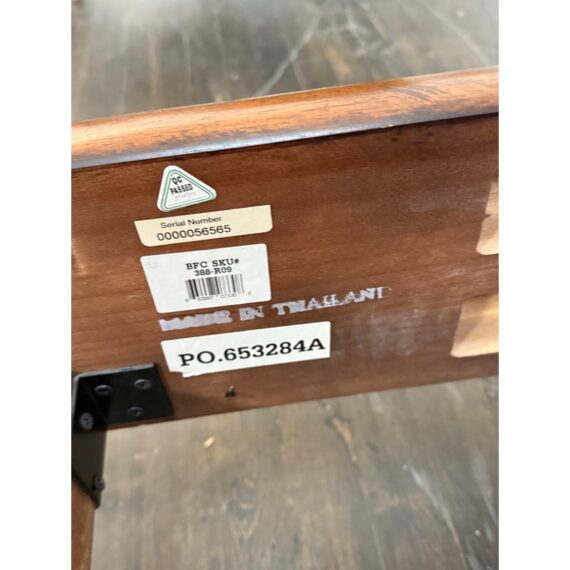 QC
PASSED
Serial Number
0000056565
BFC SKU#
388-R09
MADE IN THAILAND
PO.653284A